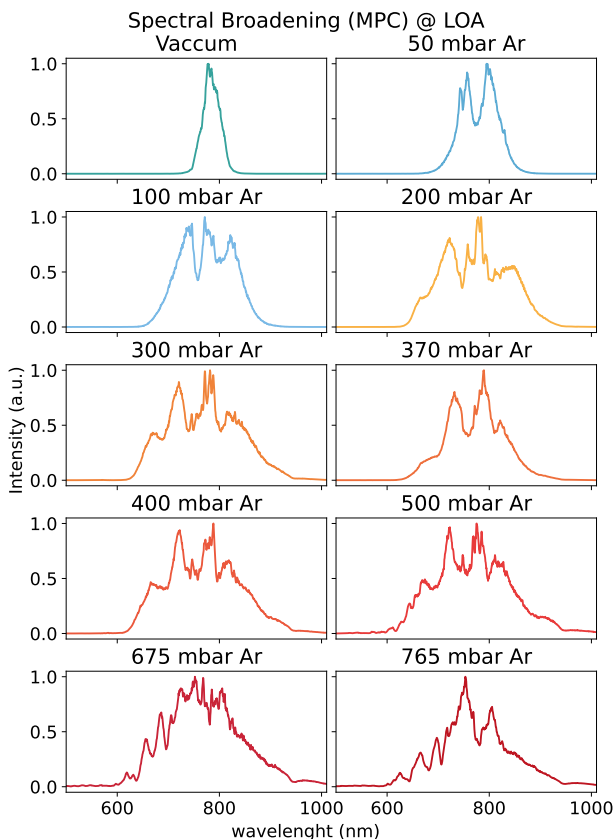 Spectral Broadening (MPC) @ LOA
Vaccum
50 mbar Ar
1.0
0.5
0.0
100 mbar Ar
200 mbar Ar
1.0
0.5
0.0
300 mbar Ar
370 mbar Ar
1.0
0.5
0.0
400 mbar Ar
500 mbar Ar
1.0
0.5
0.0
675 mbar Ar
765 mbar Ar
1.0
0.5
0.0
600 800 1000 600 800 1000
Intensity (a.u.)
wavelenght (nm)